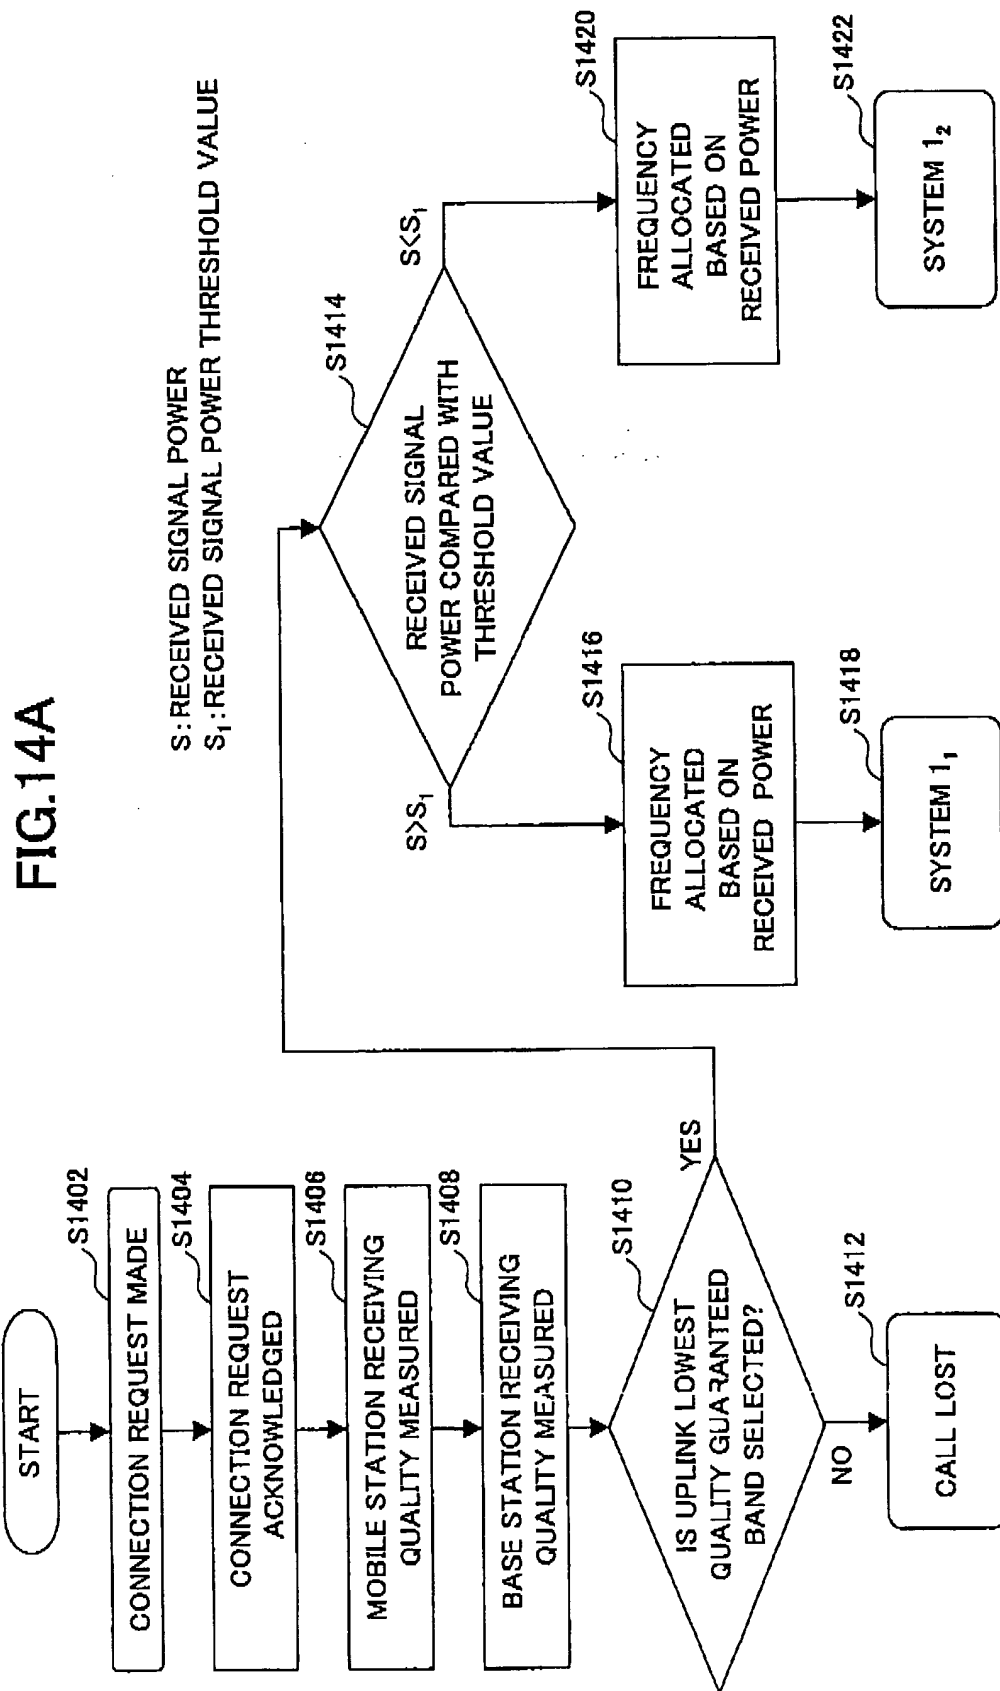 FIG.14A
S:RECEIVED SIGNAL POWER
S₁:RECEIVED SIGNAL POWER THRESHOLD VALUE
START
S1402
CONNECTION REQUEST MADE
S1404
CONNECTION REQUEST
ACKNOWLEDGED
S1406
MOBILE STATION RECEIVING
QUALITY MEASURED
S1408
BASE STATION RECEIVING
QUALITY MEASURED
S1410
IS UPLINK LOWEST
QUALITY GUARANTEED
BAND SELECTED?
YES
NO
S1412
CALL LOST
S1414
RECEIVED SIGNAL
POWER COMPARED WITH
THRESHOLD VALUE
S>S₁
S<S₁
S1416
FREQUENCY
ALLOCATED
BASED ON
RECEIVED POWER
S1418
SYSTEM 1₁
S1420
FREQUENCY
ALLOCATED
BASED ON
RECEIVED POWER
S1422
SYSTEM 1₂